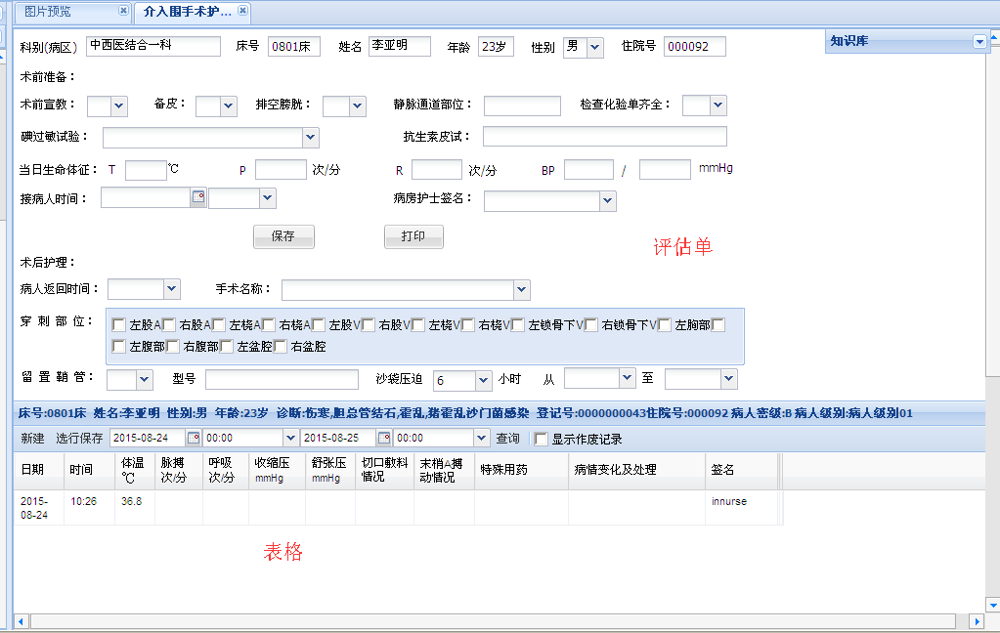 图片预览 介入围手术护...
科别(病区) 中西医结合一科 床号 0801床 姓名 李亚明 年龄 23岁 性别 男 住院号 000092
知识库
术前准备：
术前宣教： 备皮： 排空膀胱： 静脉通道部位： 检查化验单齐全：
碘过敏试验： 抗生素皮试：
当日生命体征： T ℃ P 次/分 R 次/分 BP / mmHg
接病人时间： 病房护士签名：
保存 打印
评估单
术后护理：
病人返回时间： 手术名称：
穿刺部位： 左股A 右股A 左桡A 右桡A 左股V 右股V 左桡V 右桡V 左锁骨下V 右锁骨下V 左胸部
左腹部 右腹部 左盆腔 右盆腔
留置鞘管： 型号 沙袋压迫 6 小时 从 至
床号:0801床 姓名:李亚明 性别:男 年龄:23岁 诊断:伤寒,胆总管结石,霍乱,猪霍乱沙门菌感染 登记号:0000000043住院号:000092 病人密级:B 病人级别:病人级别01
新建 选行保存 2015-08-24 00:00 2015-08-25 00:00 查询 显示作废记录
日期 时间 体温℃ 脉搏次/分 呼吸次/分 收缩压mmHg 舒张压mmHg 切口敷料情况 末梢A搏动情况 特殊用药 病情变化及处理 签名
2015-08-24 10:26 36.8 innurse
表格